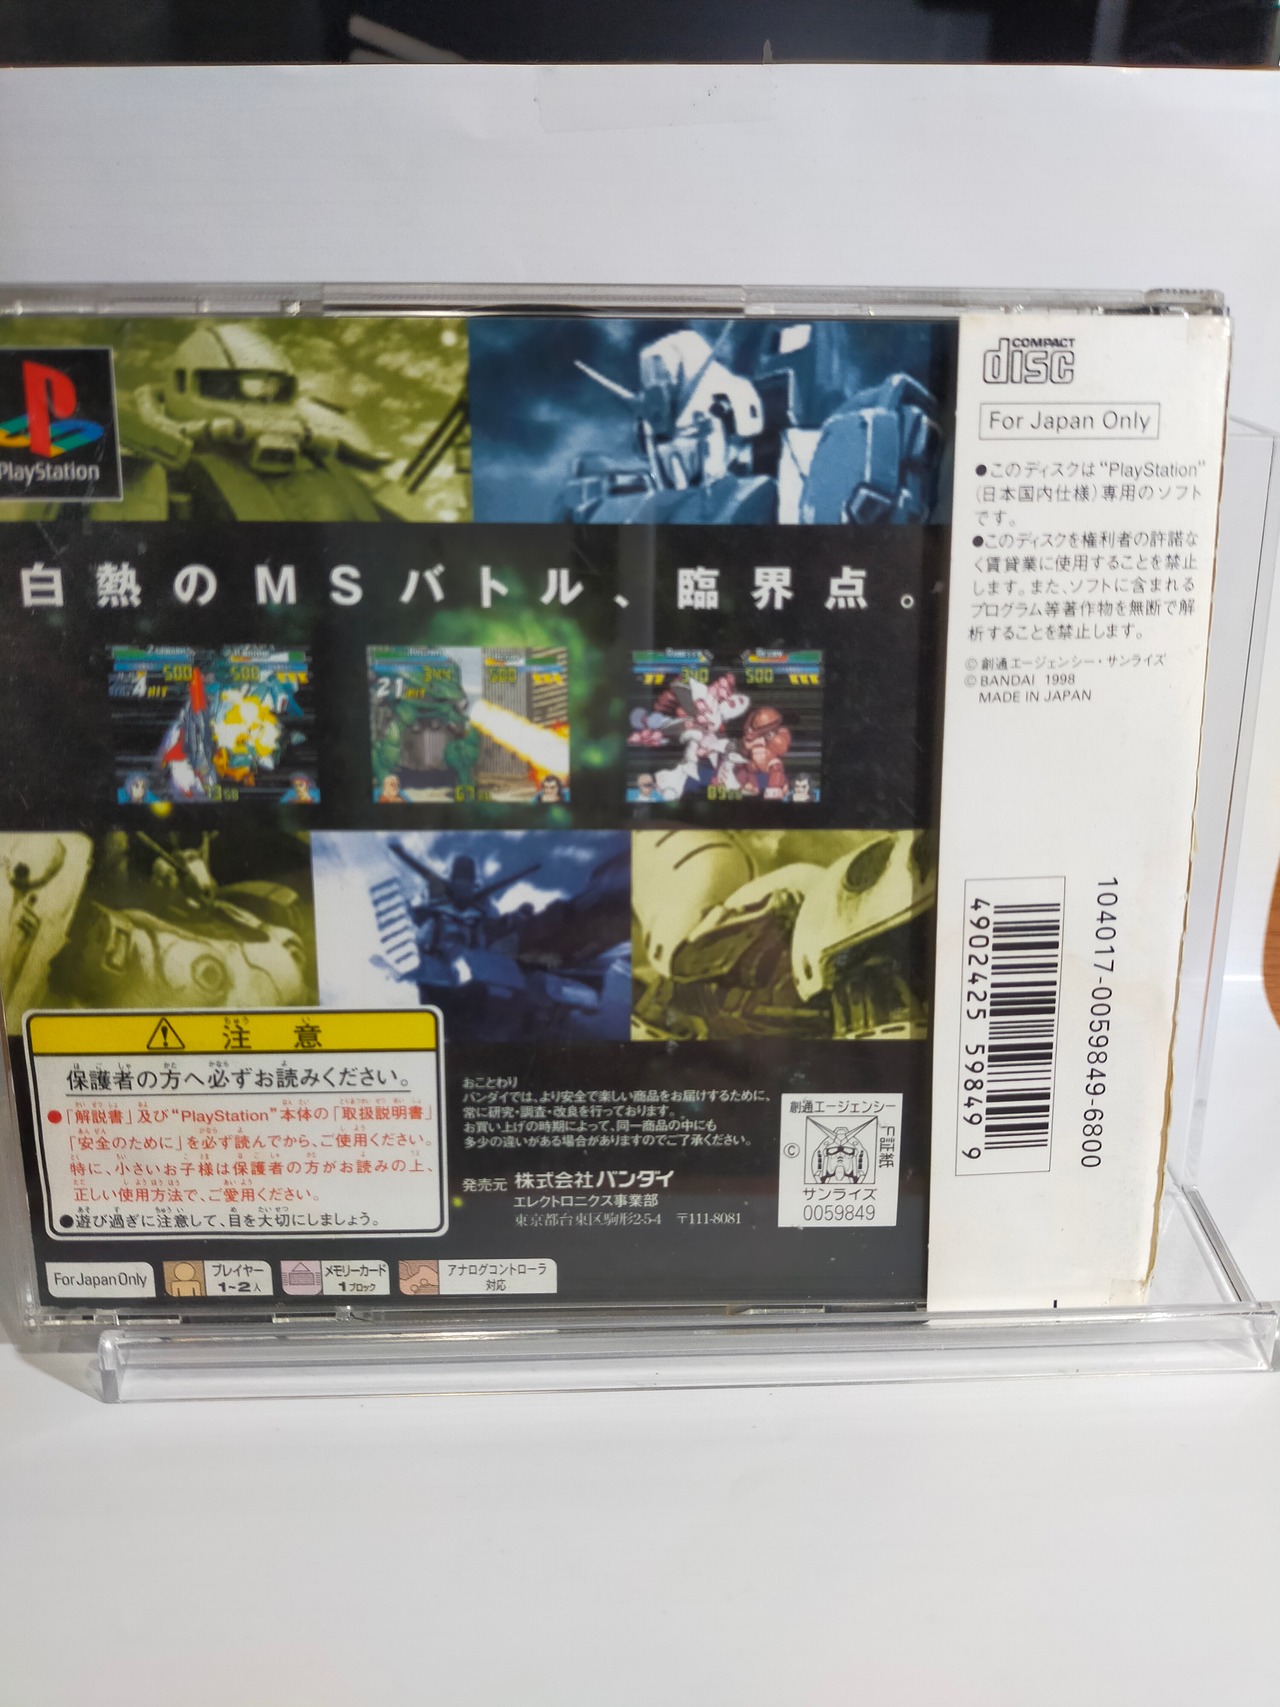 PlayStation
白熱のMSバトル、臨界点。
4 HIT
500
500
21 HIT
500
500
注意
ちゅう い
保護者の方へ必ずお読みください。
●「解説書」及び“PlayStation”本体の「取扱説明書」
「安全のために」を必ず読んでから、ご使用ください。
特に、小さいお子様は保護者の方がお読みの上、
正しい使用方法で、ご愛用ください。
●遊び過ぎに注意して、目を大切にしましょう。
For Japan Only
プレイヤー
1~2人
メモリーカード
1ブロック
アナログコントローラ
対応
おことわり
バンダイでは、より安全で楽しい商品をお届けするために、
常に研究・調査・改良を行っております。
お買い上げの時期によって、同一商品の中にも
多少の違いがある場合がありますのでご了承ください。
発売元 株式会社バンダイ
エレクトロニクス事業部
東京都台東区駒形2-5-4 〒111-8081
創通エージェンシー
©
F証紙
サンライズ
0059849
COMPACT
disc
For Japan Only
●このディスクは“PlayStation”
(日本国内仕様)専用のソフト
です。
●このディスクを権利者の許諾な
く賃貸業に使用することを禁止
します。また、ソフトに含まれる
プログラム等著作物を無断で解
析することを禁止します。
© 創通エージェンシー・サンライズ
© BANDAI 1998
MADE IN JAPAN
104017-0059849-6800
4902425 59849 9